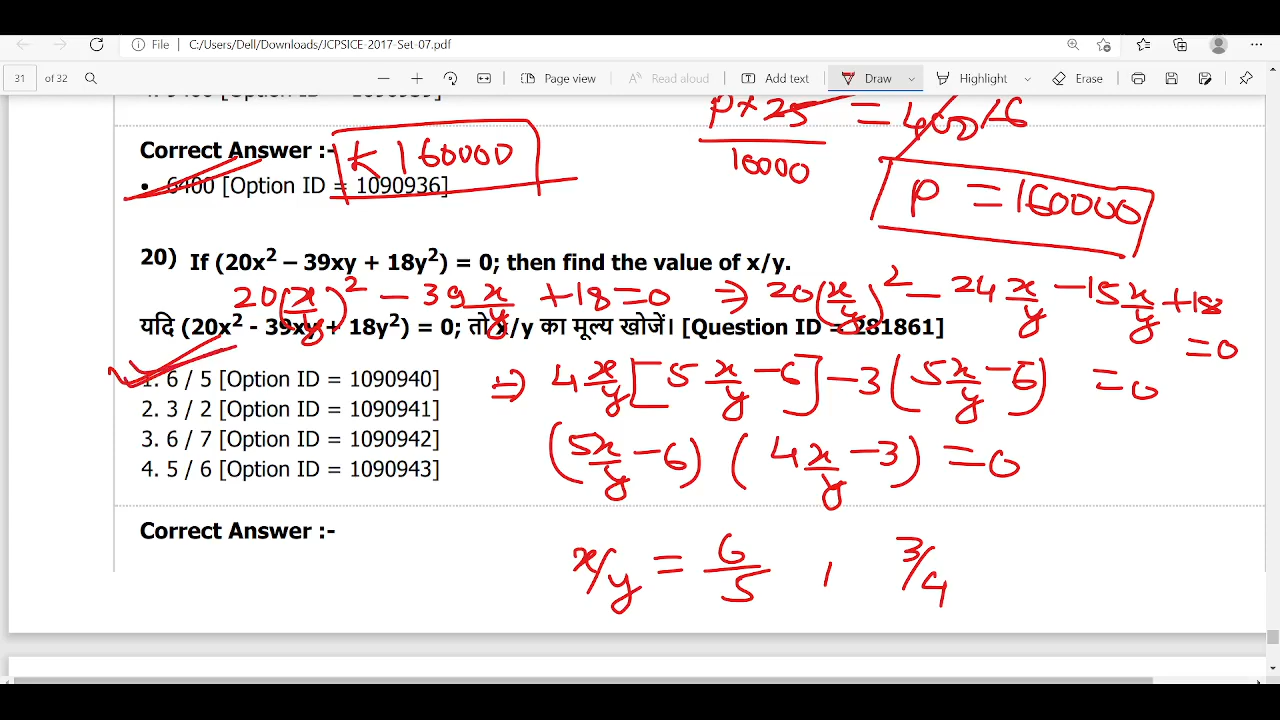 File C:/Users/Dell/Downloads/JCPSICE-2017-Set-07.pdf
31 of 32 Page view Read aloud Add text Draw Highlight Erase
p x 25 = 400 / 16
10000
Correct Answer :- K 160000
• 6400 [Option ID = 1090936]
p = 160000
20) If (20x² – 39xy + 18y²) = 0; then find the value of x/y.
20(x/y)² - 39 x/y + 18 = 0 => 20(x/y)² - 24 x/y - 15 x/y + 18 = 0
यदि (20x² - 39xy + 18y²) = 0; तो x/y का मूल्य खोजें। [Question ID = 281861]
1. 6 / 5 [Option ID = 1090940]
=> 4 x/y [5 x/y - 6] - 3 (5 x/y - 6) = 0
2. 3 / 2 [Option ID = 1090941]
3. 6 / 7 [Option ID = 1090942]
(5x/y - 6) (4x/y - 3) = 0
4. 5 / 6 [Option ID = 1090943]
Correct Answer :-
x/y = 6/5 , 3/4